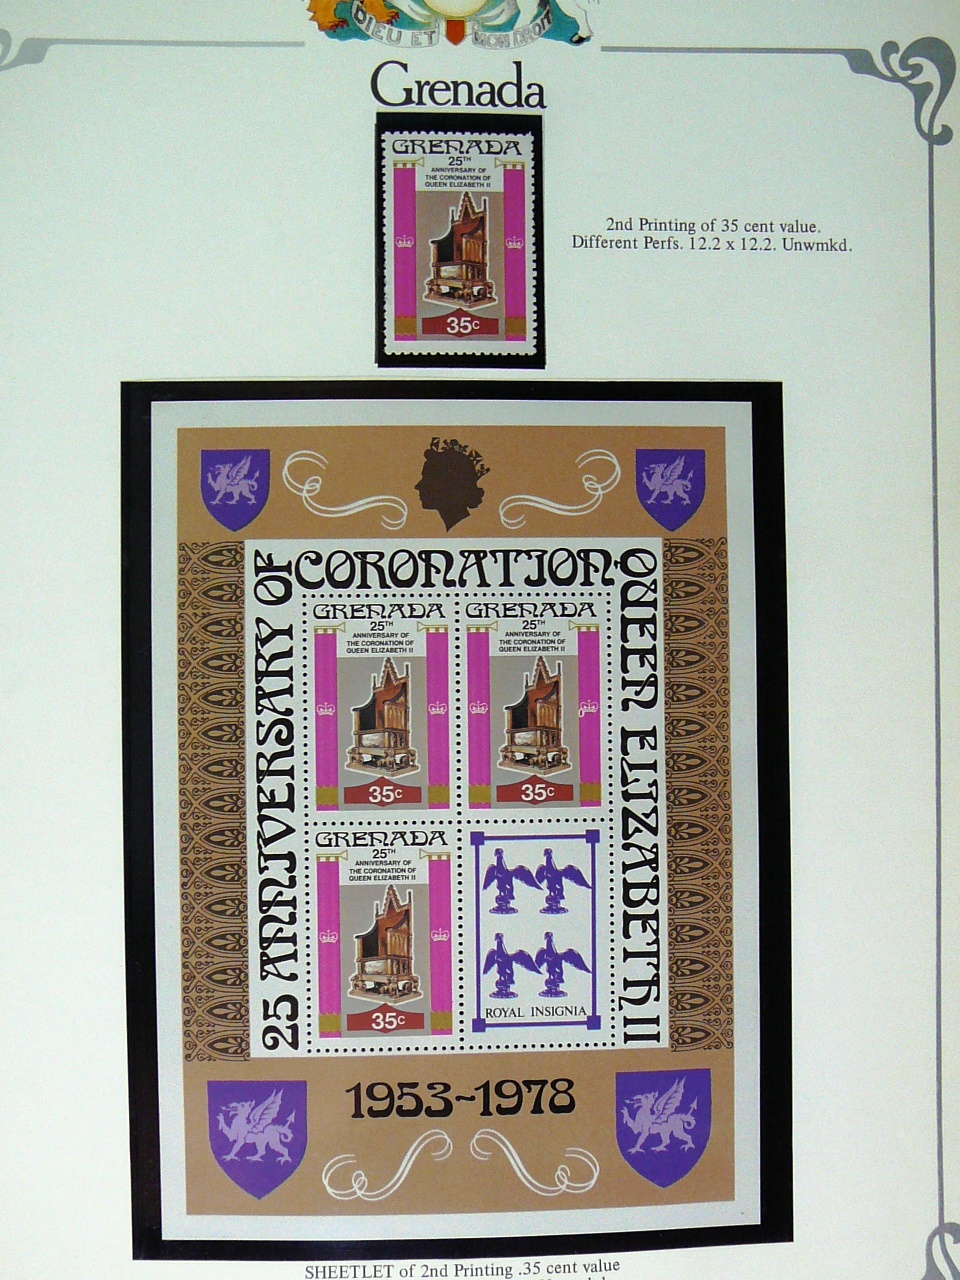 DIEU ET MON DROIT
Grenada
GRENADA
25TH
ANNIVERSARY OF
THE CORONATION OF
QUEEN ELIZABETH II
35c
2nd Printing of 35 cent value.
Different Perfs. 12.2 x 12.2. Unwmkd.
25 ANNIVERSARY OF
CORONATION
QUEEN ELIZABETH II
GRENADA
25TH
ANNIVERSARY OF
THE CORONATION OF
QUEEN ELIZABETH II
35c
GRENADA
25TH
ANNIVERSARY OF
THE CORONATION OF
QUEEN ELIZABETH II
35c
GRENADA
25TH
ANNIVERSARY OF
THE CORONATION OF
QUEEN ELIZABETH II
35c
ROYAL INSIGNIA
1953-1978
SHEETLET of 2nd Printing .35 cent value